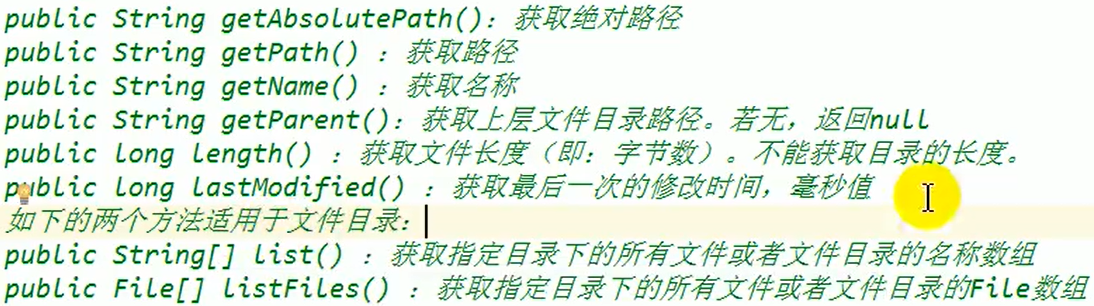 public String getAbsolutePath(): 获取绝对路径
public String getPath() : 获取路径
public String getName() : 获取名称
public String getParent(): 获取上层文件目录路径。若无，返回null
public long length() : 获取文件长度（即：字节数）。不能获取目录的长度。
public long lastModified() : 获取最后一次的修改时间，毫秒值
如下的两个方法适用于文件目录：
public String[] list() : 获取指定目录下的所有文件或者文件目录的名称数组
public File[] listFiles() : 获取指定目录下的所有文件或者文件目录的File数组